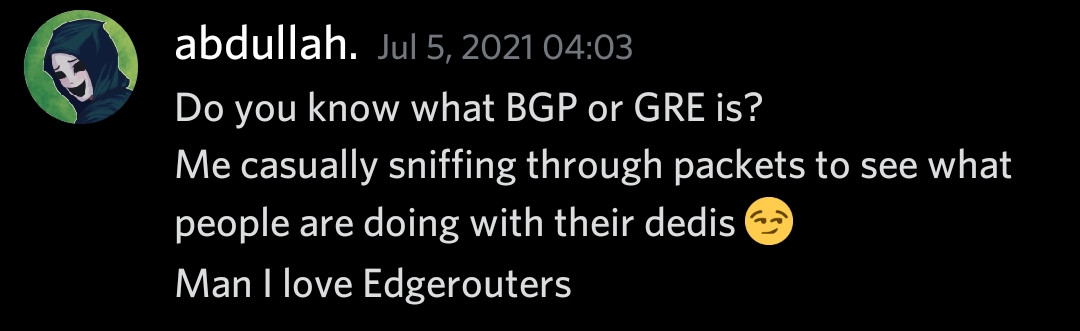 abdullah. Jul 5, 2021 04:03
Do you know what BGP or GRE is?
Me casually sniffing through packets to see what
people are doing with their dedis 😏
Man I love Edgerouters